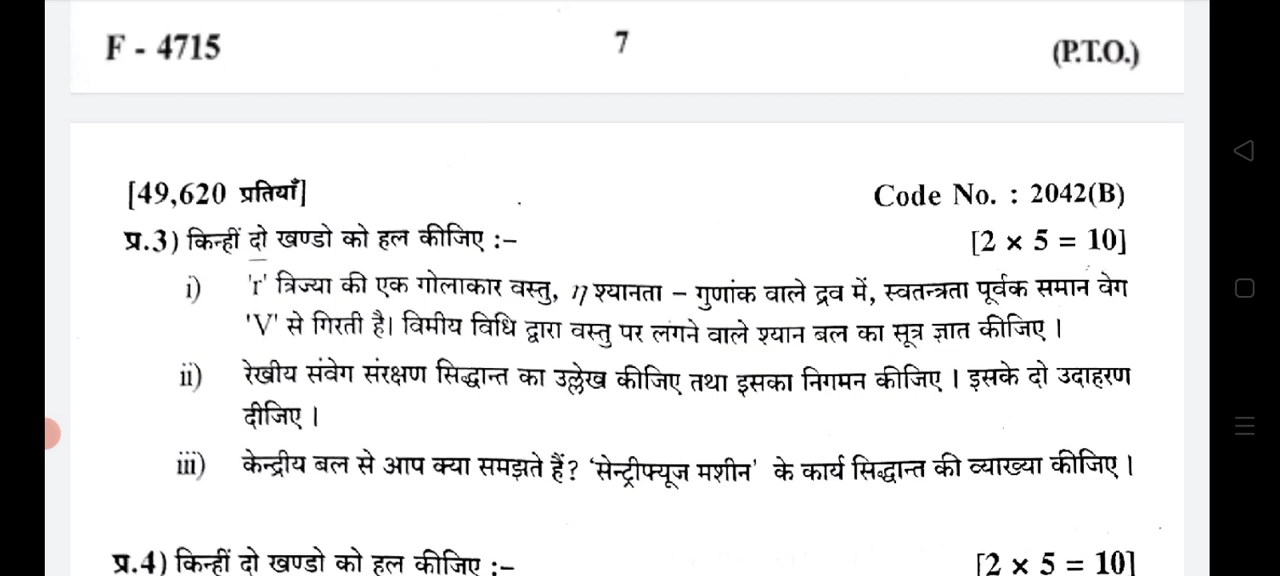 F - 4715 7 (P.T.O.)
[49,620 प्रतियाँ] Code No. : 2042(B)
प्र.3) किन्हीं दो खण्डो को हल कीजिए :– [2 × 5 = 10]
i) 'r' त्रिज्या की एक गोलाकार वस्तु, η श्यानता – गुणांक वाले द्रव में, स्वतन्त्रता पूर्वक समान वेग
'V' से गिरती है। विमीय विधि द्वारा वस्तु पर लगने वाले श्यान बल का सूत्र ज्ञात कीजिए ।
ii) रेखीय संवेग संरक्षण सिद्धान्त का उल्लेख कीजिए तथा इसका निगमन कीजिए । इसके दो उदाहरण
दीजिए ।
iii) केन्द्रीय बल से आप क्या समझते हैं? 'सेन्ट्रीफ्यूज मशीन' के कार्य सिद्धान्त की व्याख्या कीजिए ।
प्र.4) किन्हीं दो खण्डो को हल कीजिए :– [2 × 5 = 10]